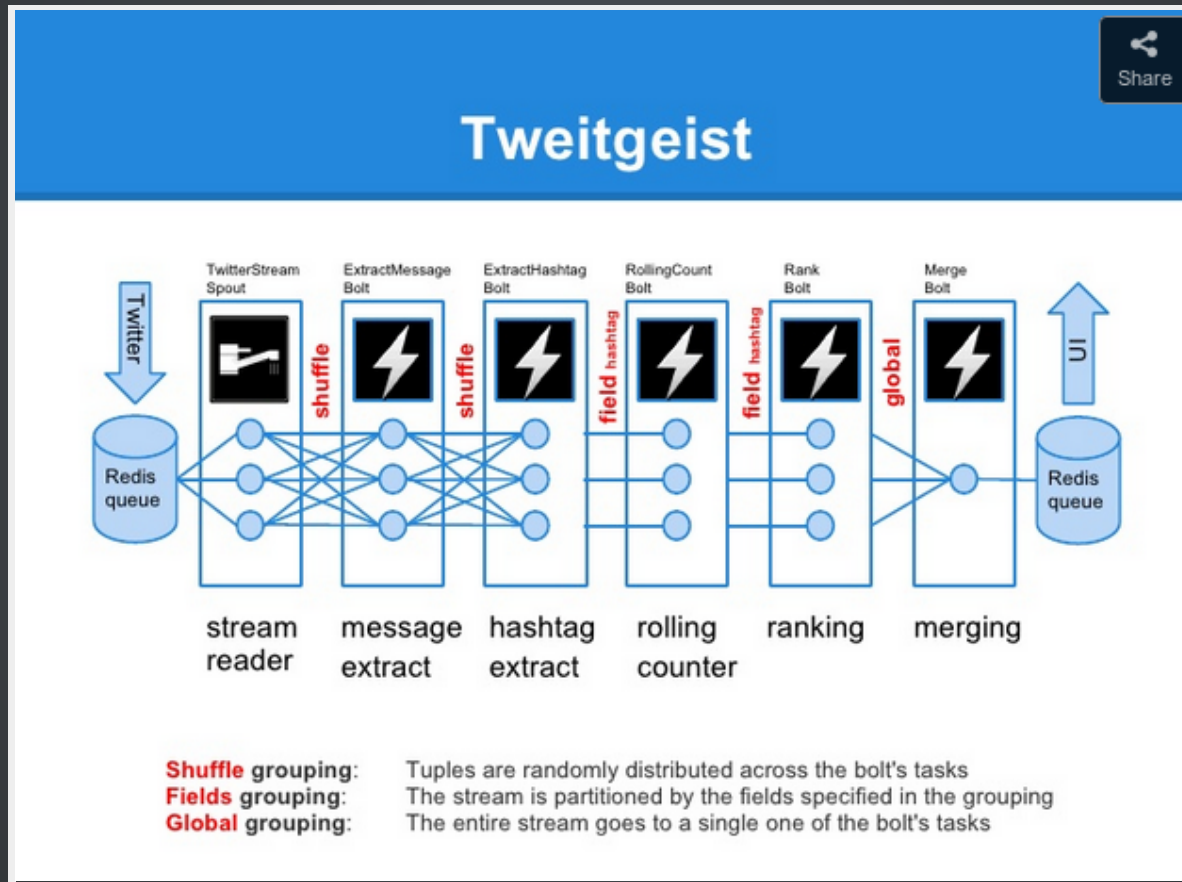 Share
Tweitgeist
TwitterStream
Spout
ExtractMessage
Bolt
ExtractHashtag
Bolt
RollingCount
Bolt
Rank
Bolt
Merge
Bolt
Twitter
shuffle
shuffle
field hashtag
field hashtag
global
UI
Redis
queue
Redis
queue
stream
reader
message
extract
hashtag
extract
rolling
counter
ranking
merging
Shuffle grouping: Tuples are randomly distributed across the bolt's tasks
Fields grouping: The stream is partitioned by the fields specified in the grouping
Global grouping: The entire stream goes to a single one of the bolt's tasks